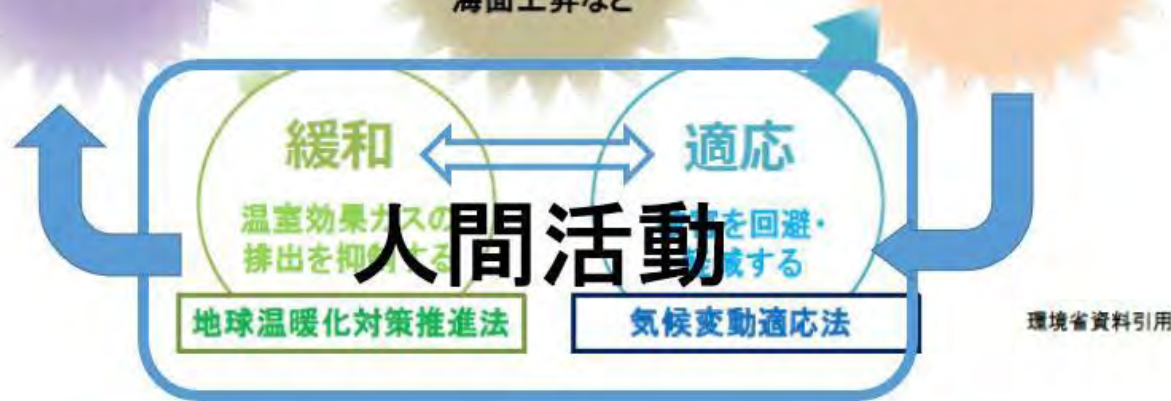 海面上昇など
緩和
適応
温室効果ガスの
排出を抑制する
を回避・
減する
人間活動
地球温暖化対策推進法
気候変動適応法
環境省資料引用